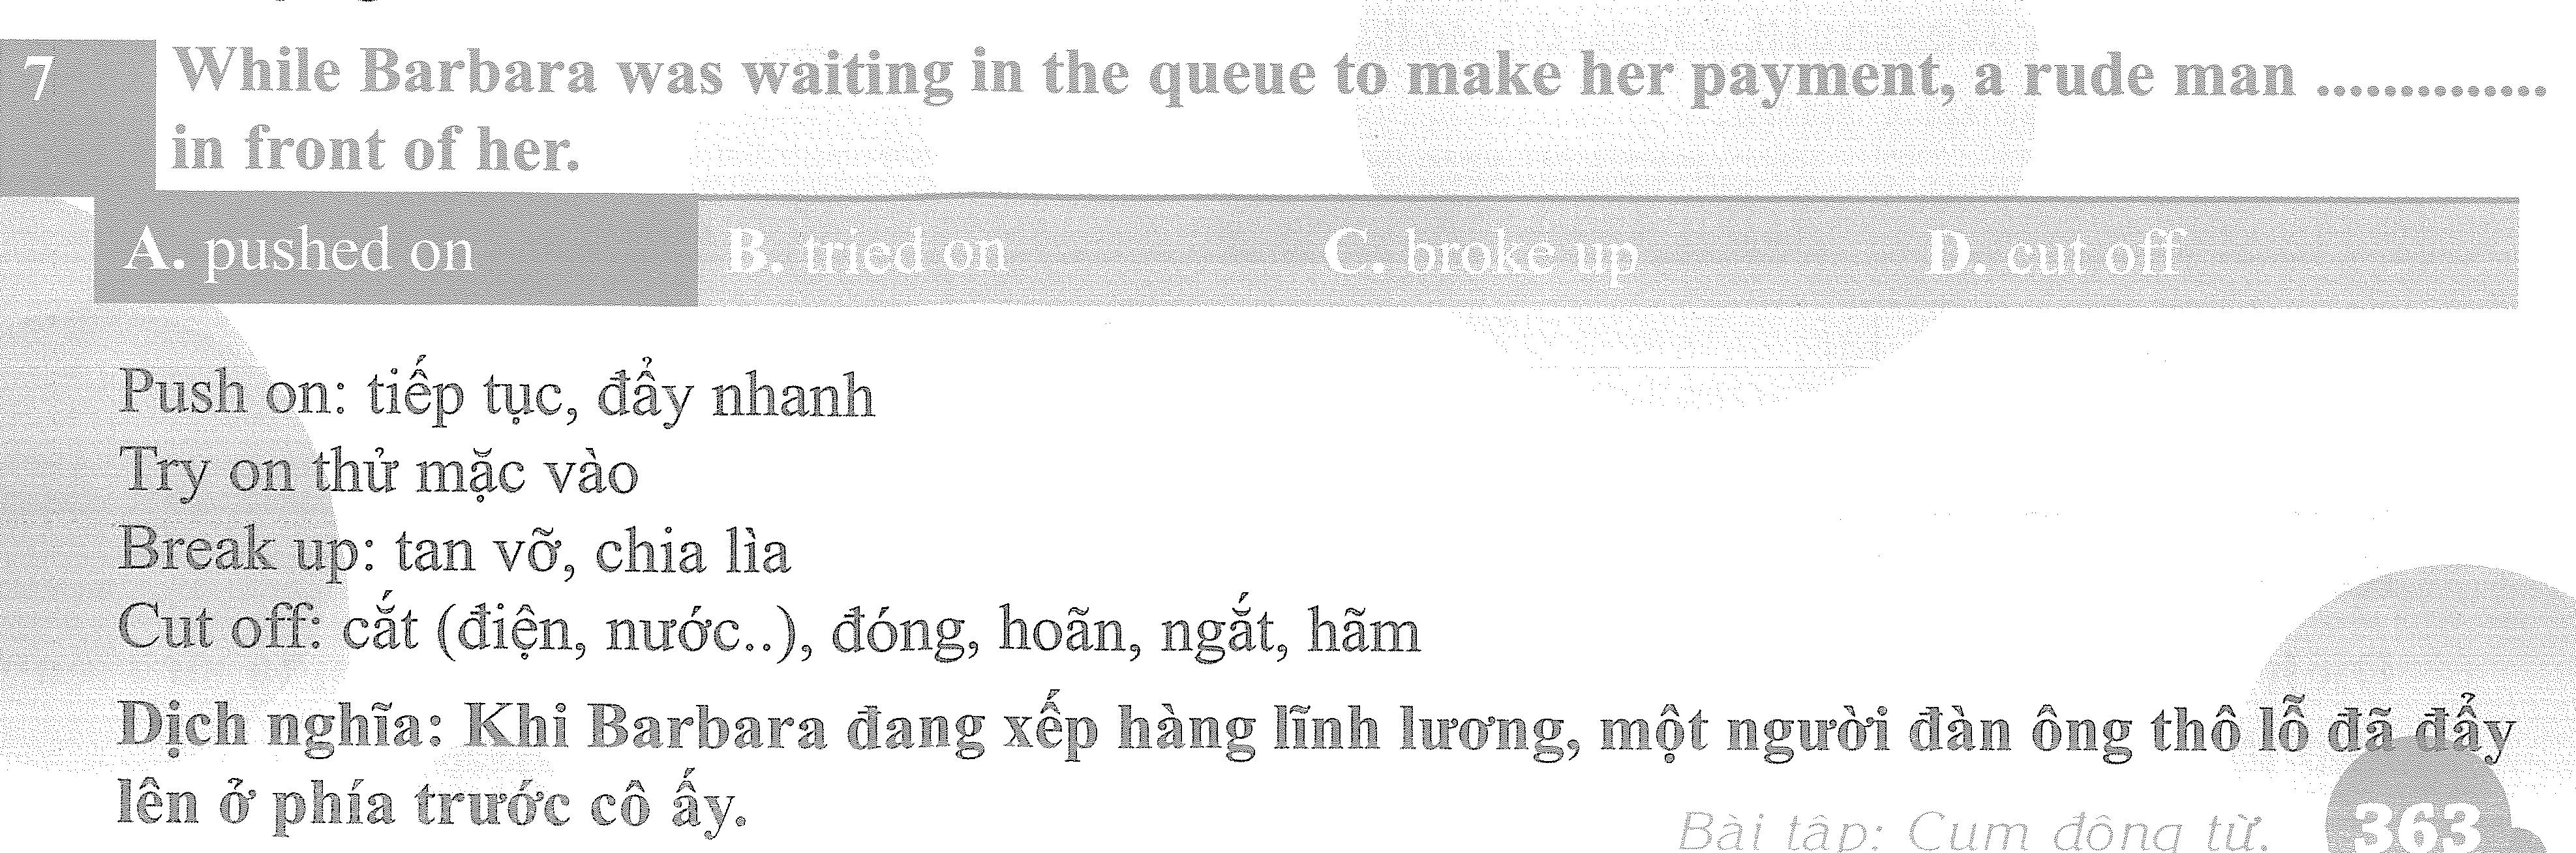 7 While Barbara was waiting in the queue to make her payment, a rude man .............
in front of her.
A. pushed on B. tried on C. broke up D. cut off
Push on: tiếp tục, đẩy nhanh
Try on thử mặc vào
Break up: tan vỡ, chia lìa
Cut off: cắt (điện, nước..), đóng, hoãn, ngắt, hãm
Dịch nghĩa: Khi Barbara đang xếp hàng lĩnh lương, một người đàn ông thô lỗ đã đẩy
lên ở phía trước cô ấy.
Bài tập: Cụm động từ. 363